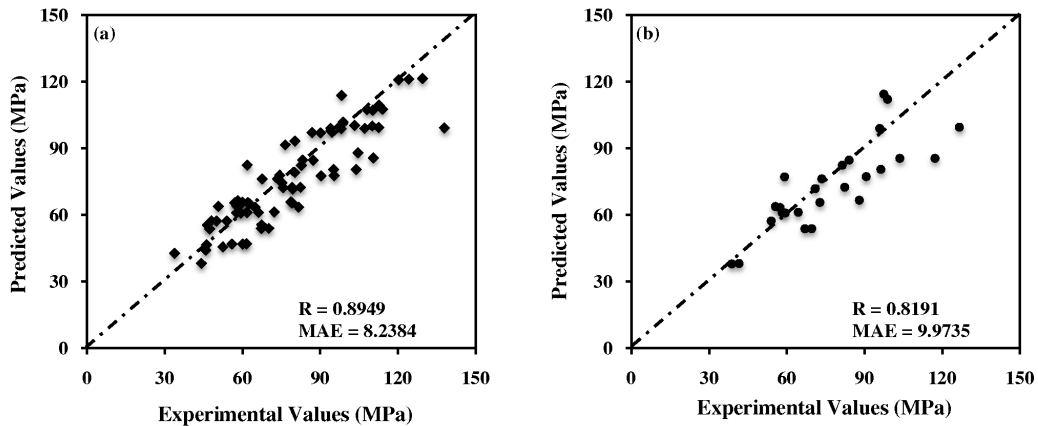 (a)
150
120
90
60
30
0
Predicted Values (MPa)
R = 0.8949
MAE = 8.2384
0 30 60 90 120 150
Experimental Values (MPa)
(b)
150
120
90
60
30
0
Predicted Values (MPa)
R = 0.8191
MAE = 9.9735
0 30 60 90 120 150
Experimental Values (MPa)